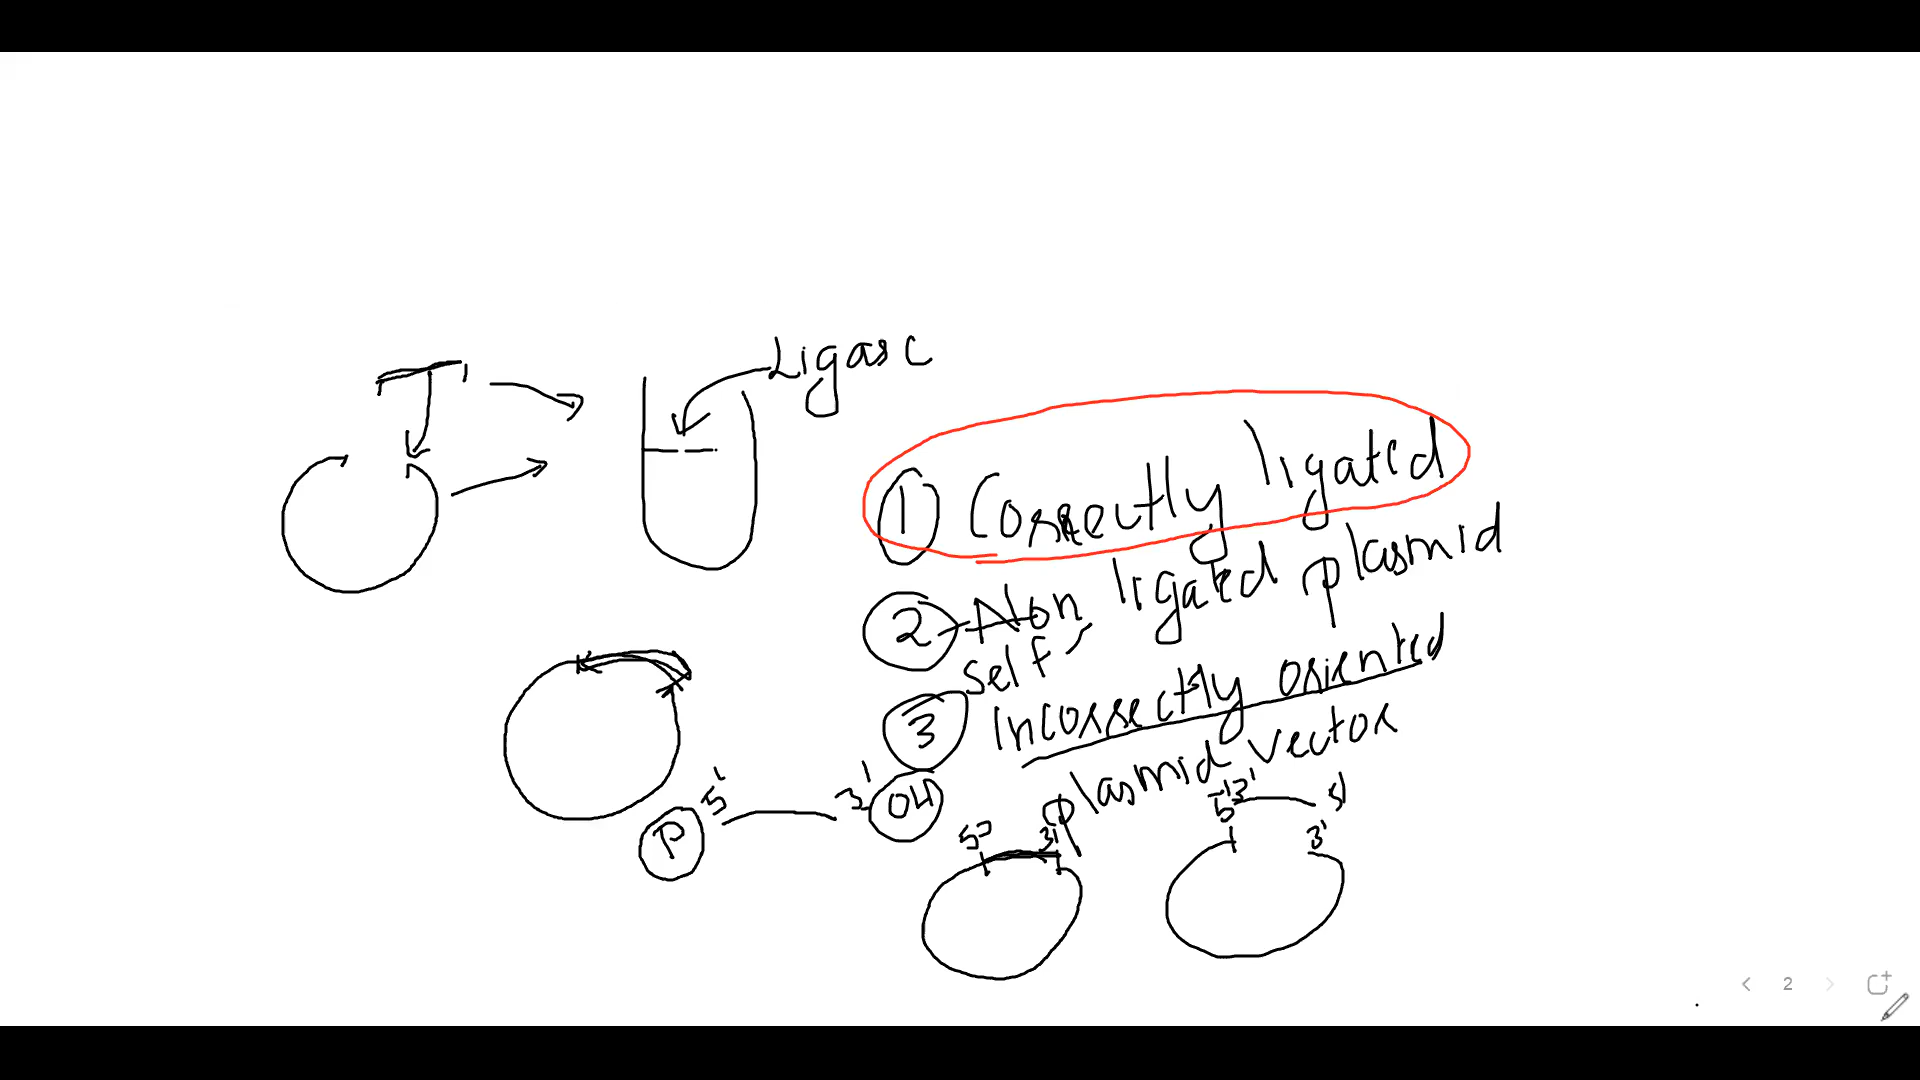 Ligase
① Correctly ligated
② Non ligated plasmid
self
③ Incorrectly oriented
plasmid vector
P 5' 3' OH
5' 3'
5' 3' 5'
3'
2